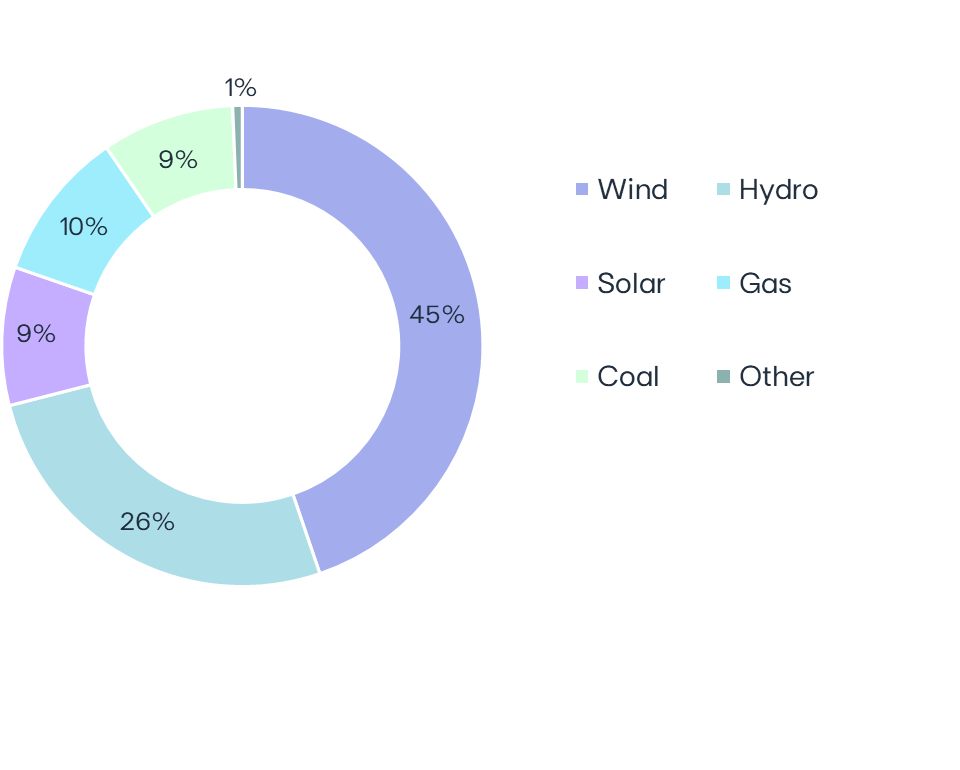 1%
9%
10%
9%
26%
45%
Wind Hydro
Solar Gas
Coal Other